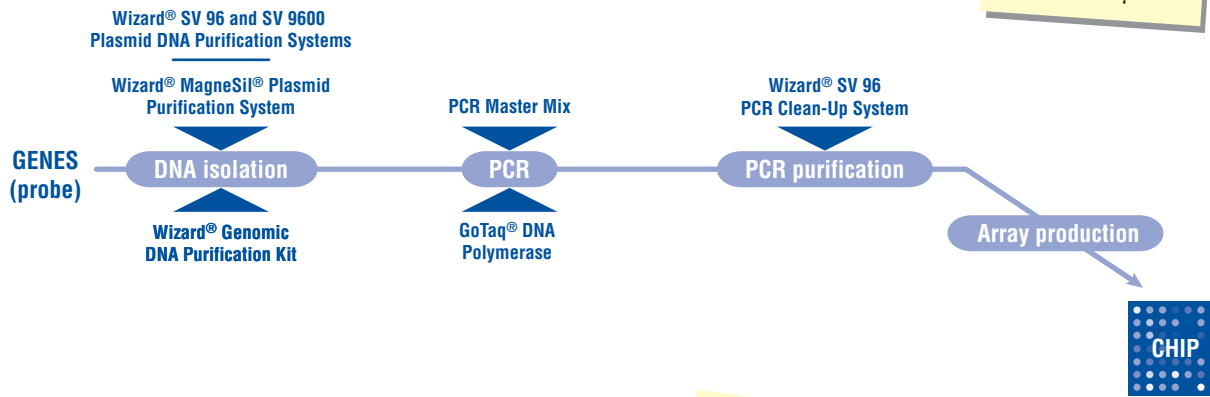 Wizard® SV 96 and SV 9600
Plasmid DNA Purification Systems
Wizard® MagneSil® Plasmid
Purification System
PCR Master Mix
Wizard® SV 96
PCR Clean-Up System
GENES
(probe)
DNA isolation
PCR
PCR purification
Wizard® Genomic
DNA Purification Kit
GoTaq® DNA
Polymerase
Array production
CHIP